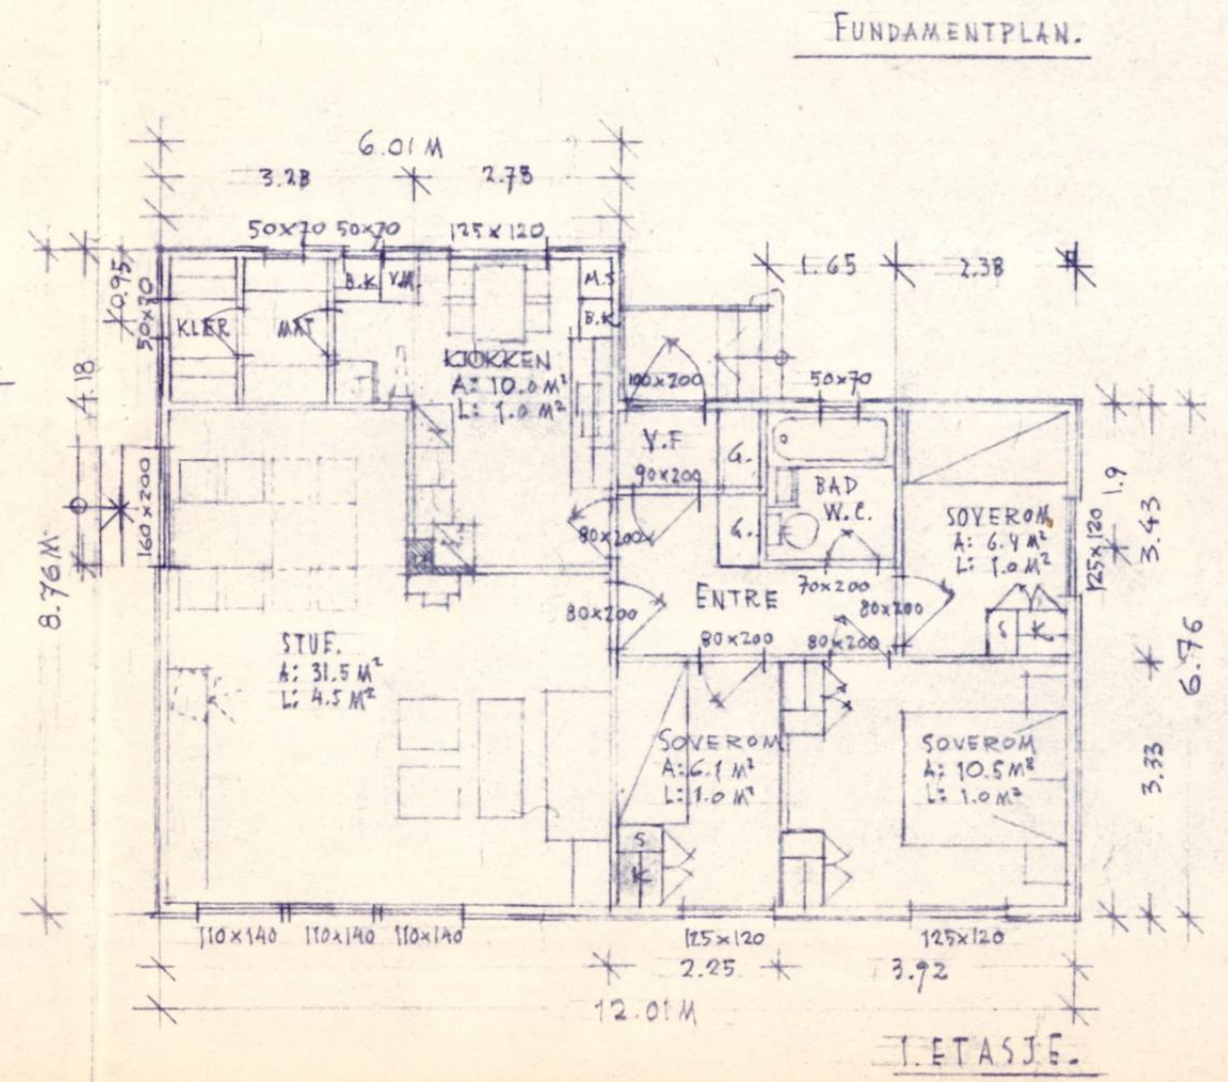 FUNDAMENTPLAN.
6.01 M
3.28 2.73
50x70 50x70 125x120
1.65 2.38
0.95
50x70
4.18
160x200
8.76 M
KLÆR
MAT
B.K V.M.
M.S
B.K
KJØKKEN
A: 10.0 M²
L: 1.0 M²
100x200
50x70
V.F
90x200
G.
G.
BAD
W.C.
80x200
70x200
SOVEROM
A: 6.4 M²
L: 1.0 M²
S K
125x120
1.9
3.43
6.76
3.33
80x200
ENTRE
80x200
80x200
80x200
STUE.
A: 31.5 M²
L: 4.5 M²
SOVEROM
A: 6.1 M²
L: 1.0 M²
S
K
SOVEROM
A: 10.5 M²
L: 1.0 M²
110x140 110x140 110x140
125x120 125x120
2.25 3.92
12.01 M
1. ETASJE.